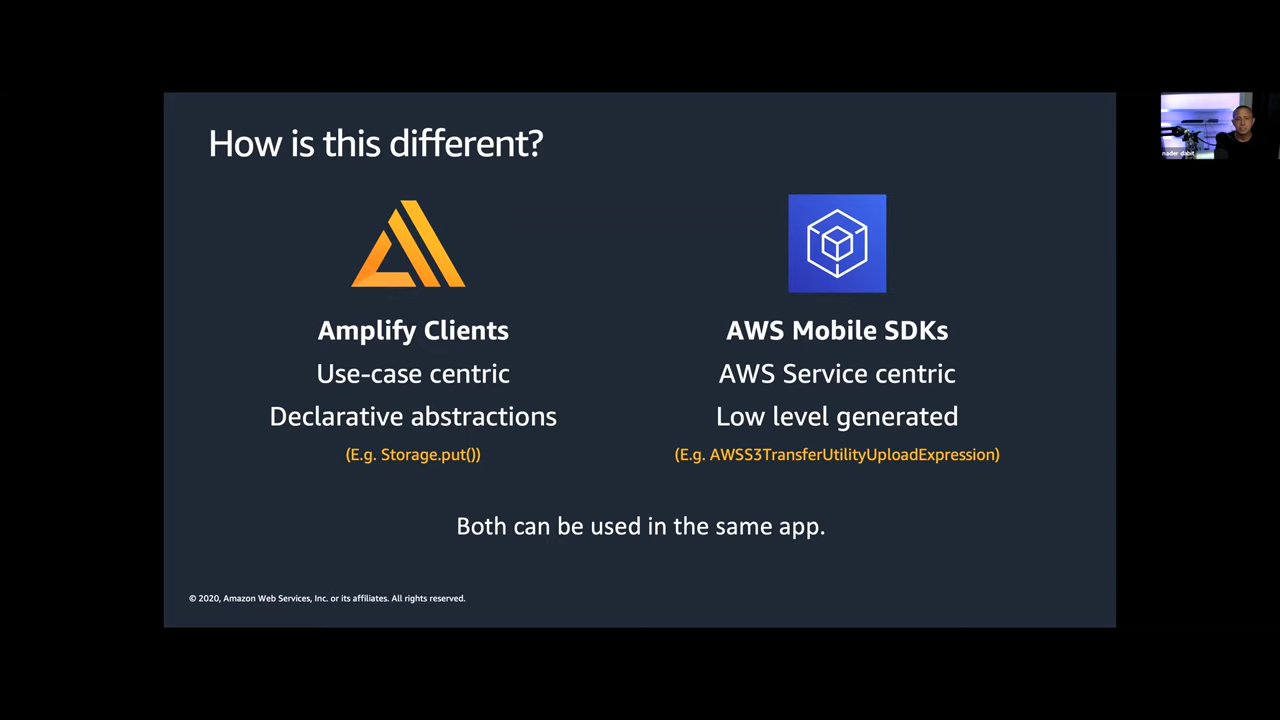 How is this different?
Amplify Clients
Use-case centric
Declarative abstractions
(E.g. Storage.put())
AWS Mobile SDKs
AWS Service centric
Low level generated
(E.g. AWSS3TransferUtilityUploadExpression)
Both can be used in the same app.
© 2020, Amazon Web Services, Inc. or its affiliates. All rights reserved.
nader dabit